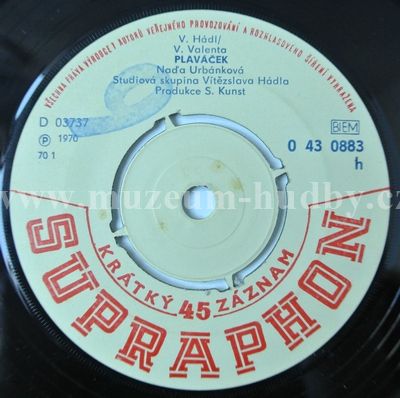 VŠECHNA PRÁVA VÝROBCE I AUTORŮ VEŘEJNÉHO PROVOZOVÁNÍ A ROZHLASOVÉHO ŠÍŘENÍ VYHRAZENA
V. Hádl/
V. Valenta
PLAVÁČEK
Naďa Urbánková
Studiová skupina Vítězslava Hádla
Produkce S. Kunst
D 03737
P 1970
70 1
BIEM
0 43 0883
h
www.muzeum-hudby.cz
KRÁTKÝ 45 ZÁZNAM
SUPRAPHON